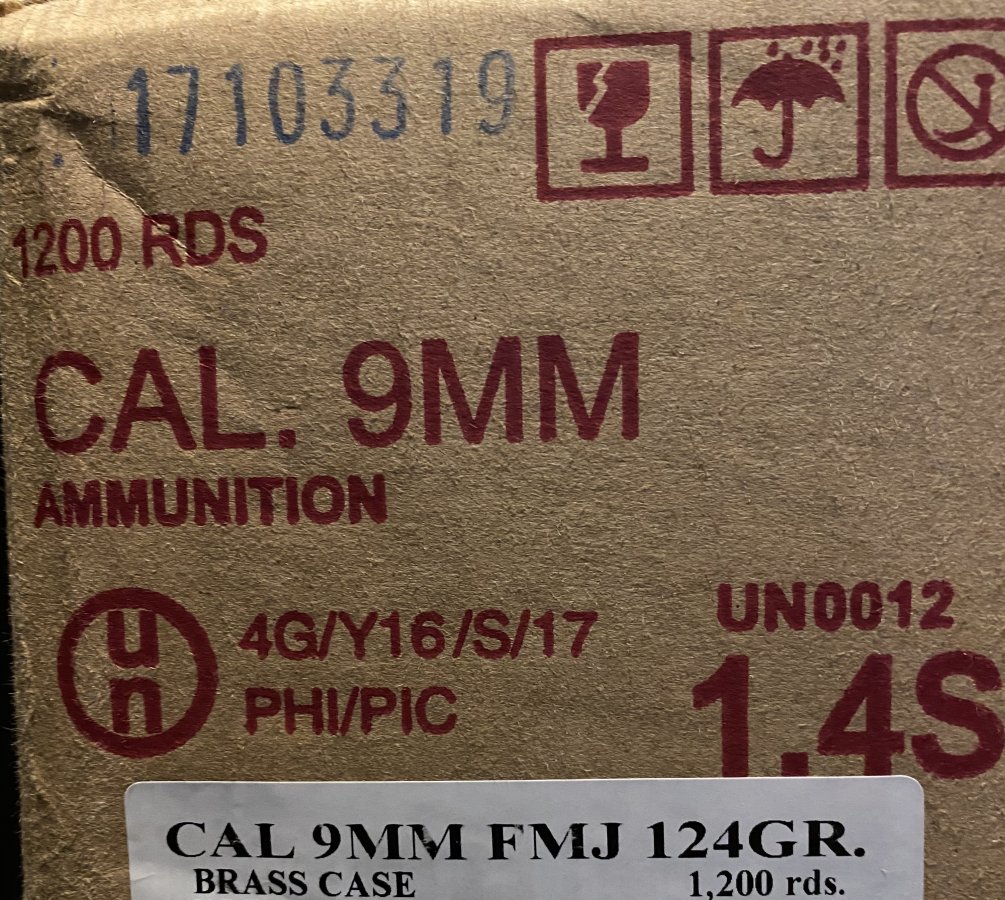 17103319
1200 RDS
CAL. 9MM
AMMUNITION
un
4G/Y16/S/17
PHI/PIC
UN0012
1.4S
CAL 9MM FMJ 124GR.
BRASS CASE 1,200 rds.